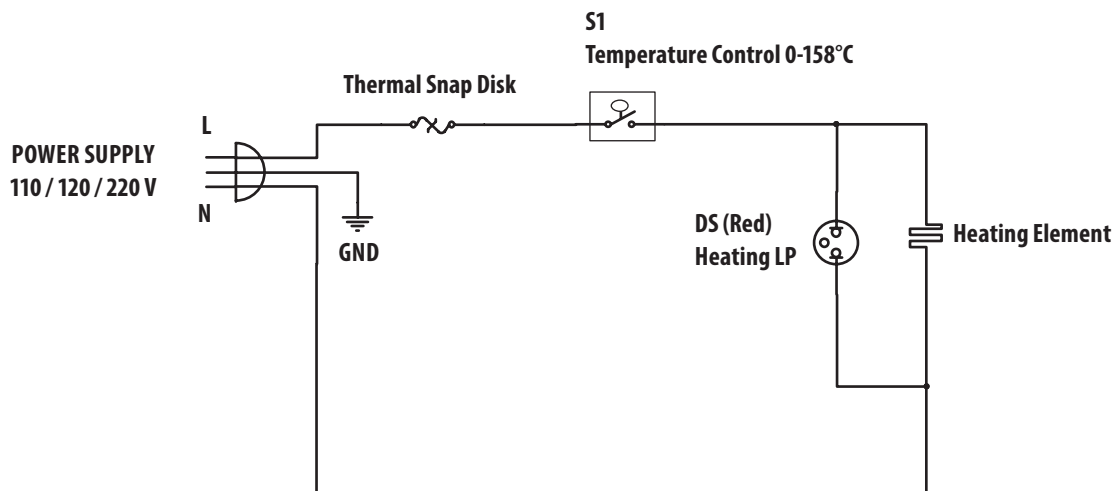 S1
Temperature Control 0-158°C
Thermal Snap Disk
L
POWER SUPPLY
110 / 120 / 220 V
N
GND
DS (Red)
Heating LP
Heating Element